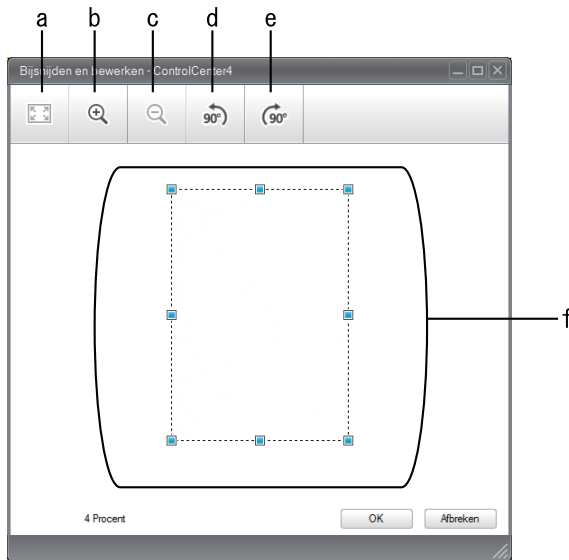 a b c d e
Bijsnijden en bewerken - ControlCenter4
90° 90°
f
4 Procent OK Afbreken